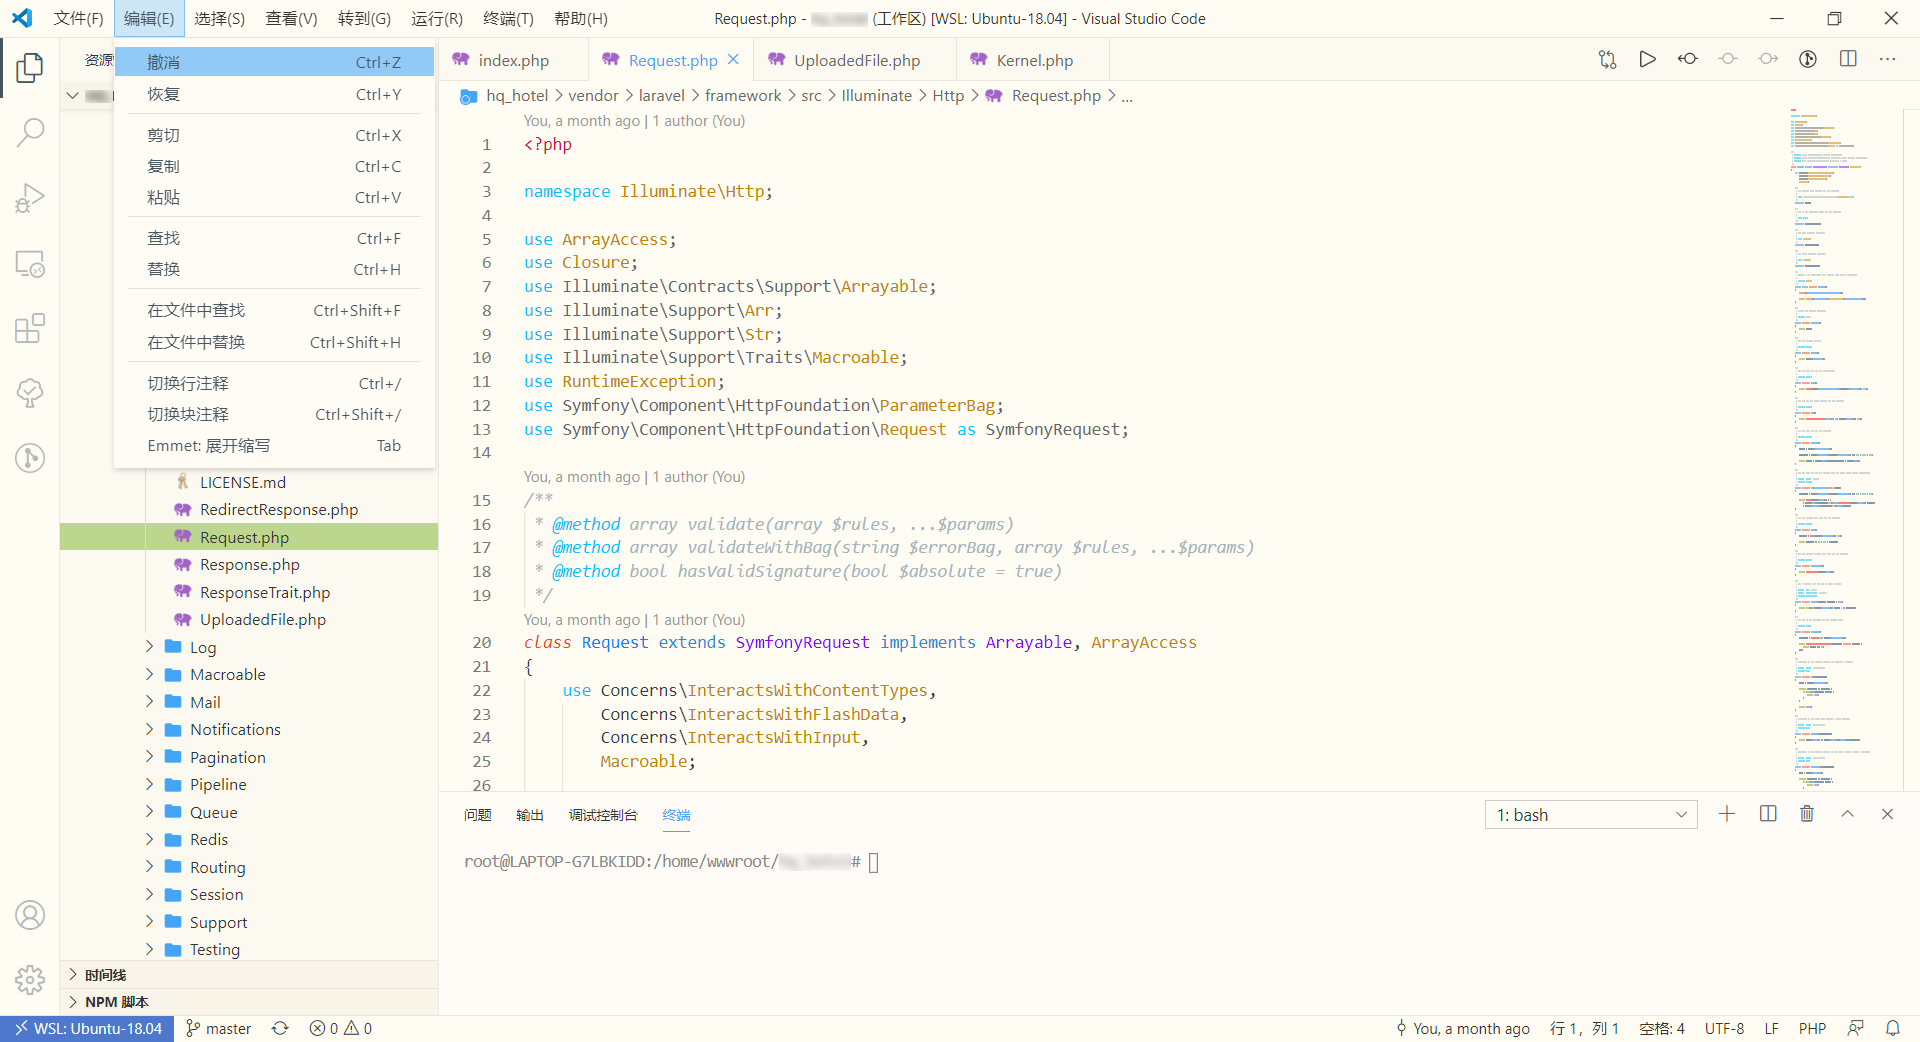 文件(F) 编辑(E) 选择(S) 查看(V) 转到(G) 运行(R) 终端(T) 帮助(H) Request.php - (工作区) [WSL: Ubuntu-18.04] - Visual Studio Code
资源
撤消 Ctrl+Z
恢复 Ctrl+Y
剪切 Ctrl+X
复制 Ctrl+C
粘贴 Ctrl+V
查找 Ctrl+F
替换 Ctrl+H
在文件中查找 Ctrl+Shift+F
在文件中替换 Ctrl+Shift+H
切换行注释 Ctrl+/
切换块注释 Ctrl+Shift+/
Emmet: 展开缩写 Tab
LICENSE.md
RedirectResponse.php
Request.php
Response.php
ResponseTrait.php
UploadedFile.php
Log
Macroable
Mail
Notifications
Pagination
Pipeline
Queue
Redis
Routing
Session
Support
Testing
时间线
NPM 脚本
index.php Request.php UploadedFile.php Kernel.php
hq_hotel > vendor > laravel > framework > src > Illuminate > Http > Request.php > ...
You, a month ago | 1 author (You)
1 <?php
2
3 namespace Illuminate\Http;
4
5 use ArrayAccess;
6 use Closure;
7 use Illuminate\Contracts\Support\Arrayable;
8 use Illuminate\Support\Arr;
9 use Illuminate\Support\Str;
10 use Illuminate\Support\Traits\Macroable;
11 use RuntimeException;
12 use Symfony\Component\HttpFoundation\ParameterBag;
13 use Symfony\Component\HttpFoundation\Request as SymfonyRequest;
14
You, a month ago | 1 author (You)
15 /**
16 * @method array validate(array $rules, ...$params)
17 * @method array validateWithBag(string $errorBag, array $rules, ...$params)
18 * @method bool hasValidSignature(bool $absolute = true)
19 */
You, a month ago | 1 author (You)
20 class Request extends SymfonyRequest implements Arrayable, ArrayAccess
21 {
22 use Concerns\InteractsWithContentTypes,
23 Concerns\InteractsWithFlashData,
24 Concerns\InteractsWithInput,
25 Macroable;
26
问题 输出 调试控制台 终端 1: bash
root@LAPTOP-G7LBKIDD:/home/wwwroot/ #
WSL: Ubuntu-18.04 master 0 0 You, a month ago 行 1, 列 1 空格: 4 UTF-8 LF PHP